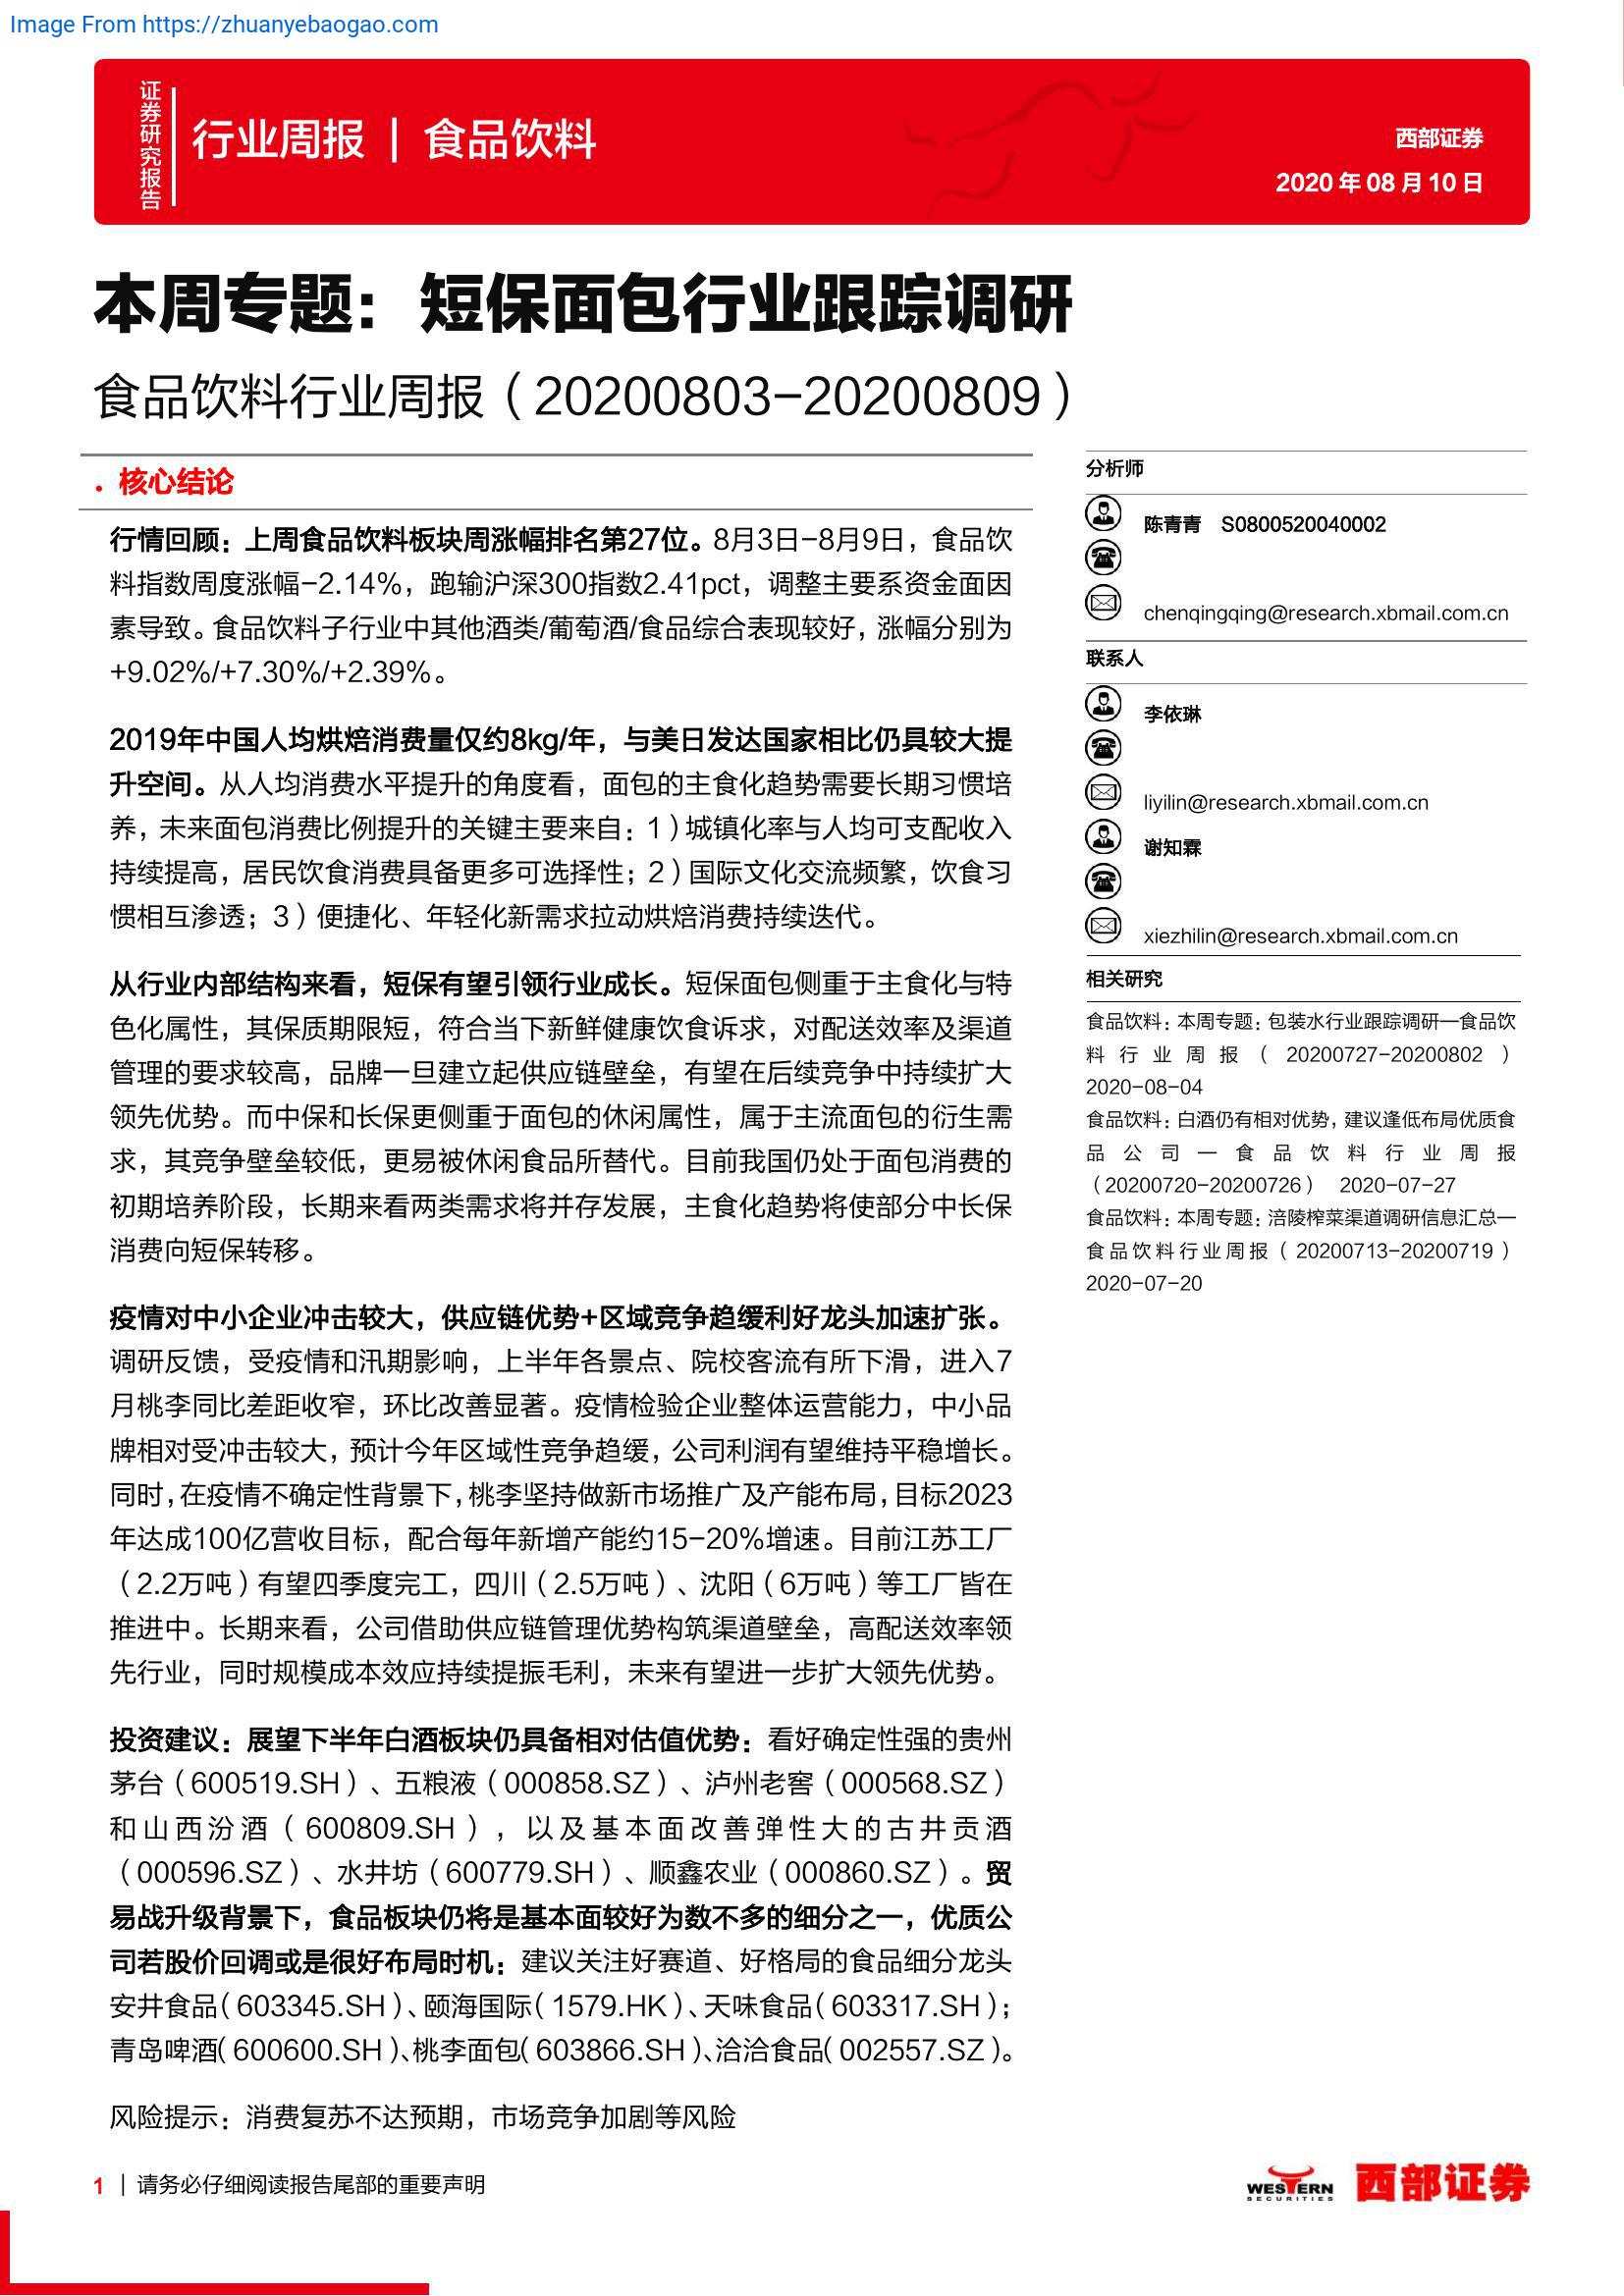 Image From https://zhuanyebaogao.com
证券研究报告
行业周报 | 食品饮料
西部证券
2020 年 08 月 10 日
本周专题：短保面包行业跟踪调研
食品饮料行业周报（20200803-20200809）
• 核心结论
行情回顾：上周食品饮料板块周涨幅排名第27位。8月3日-8月9日，食品饮
料指数周度涨幅-2.14%，跑输沪深300指数2.41pct，调整主要系资金面因
素导致。食品饮料子行业中其他酒类/葡萄酒/食品综合表现较好，涨幅分别为
+9.02%/+7.30%/+2.39%。
2019年中国人均烘焙消费量仅约8kg/年，与美日发达国家相比仍具较大提
升空间。从人均消费水平提升的角度看，面包的主食化趋势需要长期习惯培
养，未来面包消费比例提升的关键主要来自：1）城镇化率与人均可支配收入
持续提高，居民饮食消费具备更多可选择性；2）国际文化交流频繁，饮食习
惯相互渗透；3）便捷化、年轻化新需求拉动烘焙消费持续迭代。
从行业内部结构来看，短保有望引领行业成长。短保面包侧重于主食化与特
色化属性，其保质期限短，符合当下新鲜健康饮食诉求，对配送效率及渠道
管理的要求较高，品牌一旦建立起供应链壁垒，有望在后续竞争中持续扩大
领先优势。而中保和长保更侧重于面包的休闲属性，属于主流面包的衍生需
求，其竞争壁垒较低，更易被休闲食品所替代。目前我国仍处于面包消费的
初期培养阶段，长期来看两类需求将并存发展，主食化趋势将使部分中长保
消费向短保转移。
疫情对中小企业冲击较大，供应链优势+区域竞争趋缓利好龙头加速扩张。
调研反馈，受疫情和汛期影响，上半年各景点、院校客流有所下滑，进入7
月桃李同比差距收窄，环比改善显著。疫情检验企业整体运营能力，中小品
牌相对受冲击较大，预计今年区域性竞争趋缓，公司利润有望维持平稳增长。
同时，在疫情不确定性背景下，桃李坚持做新市场推广及产能布局，目标2023
年达成100亿营收目标，配合每年新增产能约15-20%增速。目前江苏工厂
（2.2万吨）有望四季度完工，四川（2.5万吨）、沈阳（6万吨）等工厂皆在
推进中。长期来看，公司借助供应链管理优势构筑渠道壁垒，高配送效率领
先行业，同时规模成本效应持续提振毛利，未来有望进一步扩大领先优势。
投资建议：展望下半年白酒板块仍具备相对估值优势：看好确定性强的贵州
茅台（600519.SH）、五粮液（000858.SZ）、泸州老窖（000568.SZ）
和山西汾酒（600809.SH），以及基本面改善弹性大的古井贡酒
（000596.SZ）、水井坊（600779.SH）、顺鑫农业（000860.SZ）。贸
易战升级背景下，食品板块仍将是基本面较好为数不多的细分之一，优质公
司若股价回调或是很好布局时机：建议关注好赛道、好格局的食品细分龙头
安井食品（603345.SH）、颐海国际（1579.HK）、天味食品（603317.SH）；
青岛啤酒（600600.SH）、桃李面包（603866.SH）、洽洽食品（002557.SZ）。
风险提示：消费复苏不达预期，市场竞争加剧等风险
分析师
陈青青 S0800520040002
chenqingqing@research.xbmail.com.cn
联系人
李依琳
liyilin@research.xbmail.com.cn
谢知霖
xiezhilin@research.xbmail.com.cn
相关研究
食品饮料：本周专题：包装水行业跟踪调研—食品饮
料行业周报（20200727-20200802）
2020-08-04
食品饮料：白酒仍有相对优势，建议逢低布局优质食
品公司—食品饮料行业周报
（20200720-20200726） 2020-07-27
食品饮料：本周专题：涪陵榨菜渠道调研信息汇总—
食品饮料行业周报（20200713-20200719）
2020-07-20
1 | 请务必仔细阅读报告尾部的重要声明
WESTERN
SECURITIES
西部证券